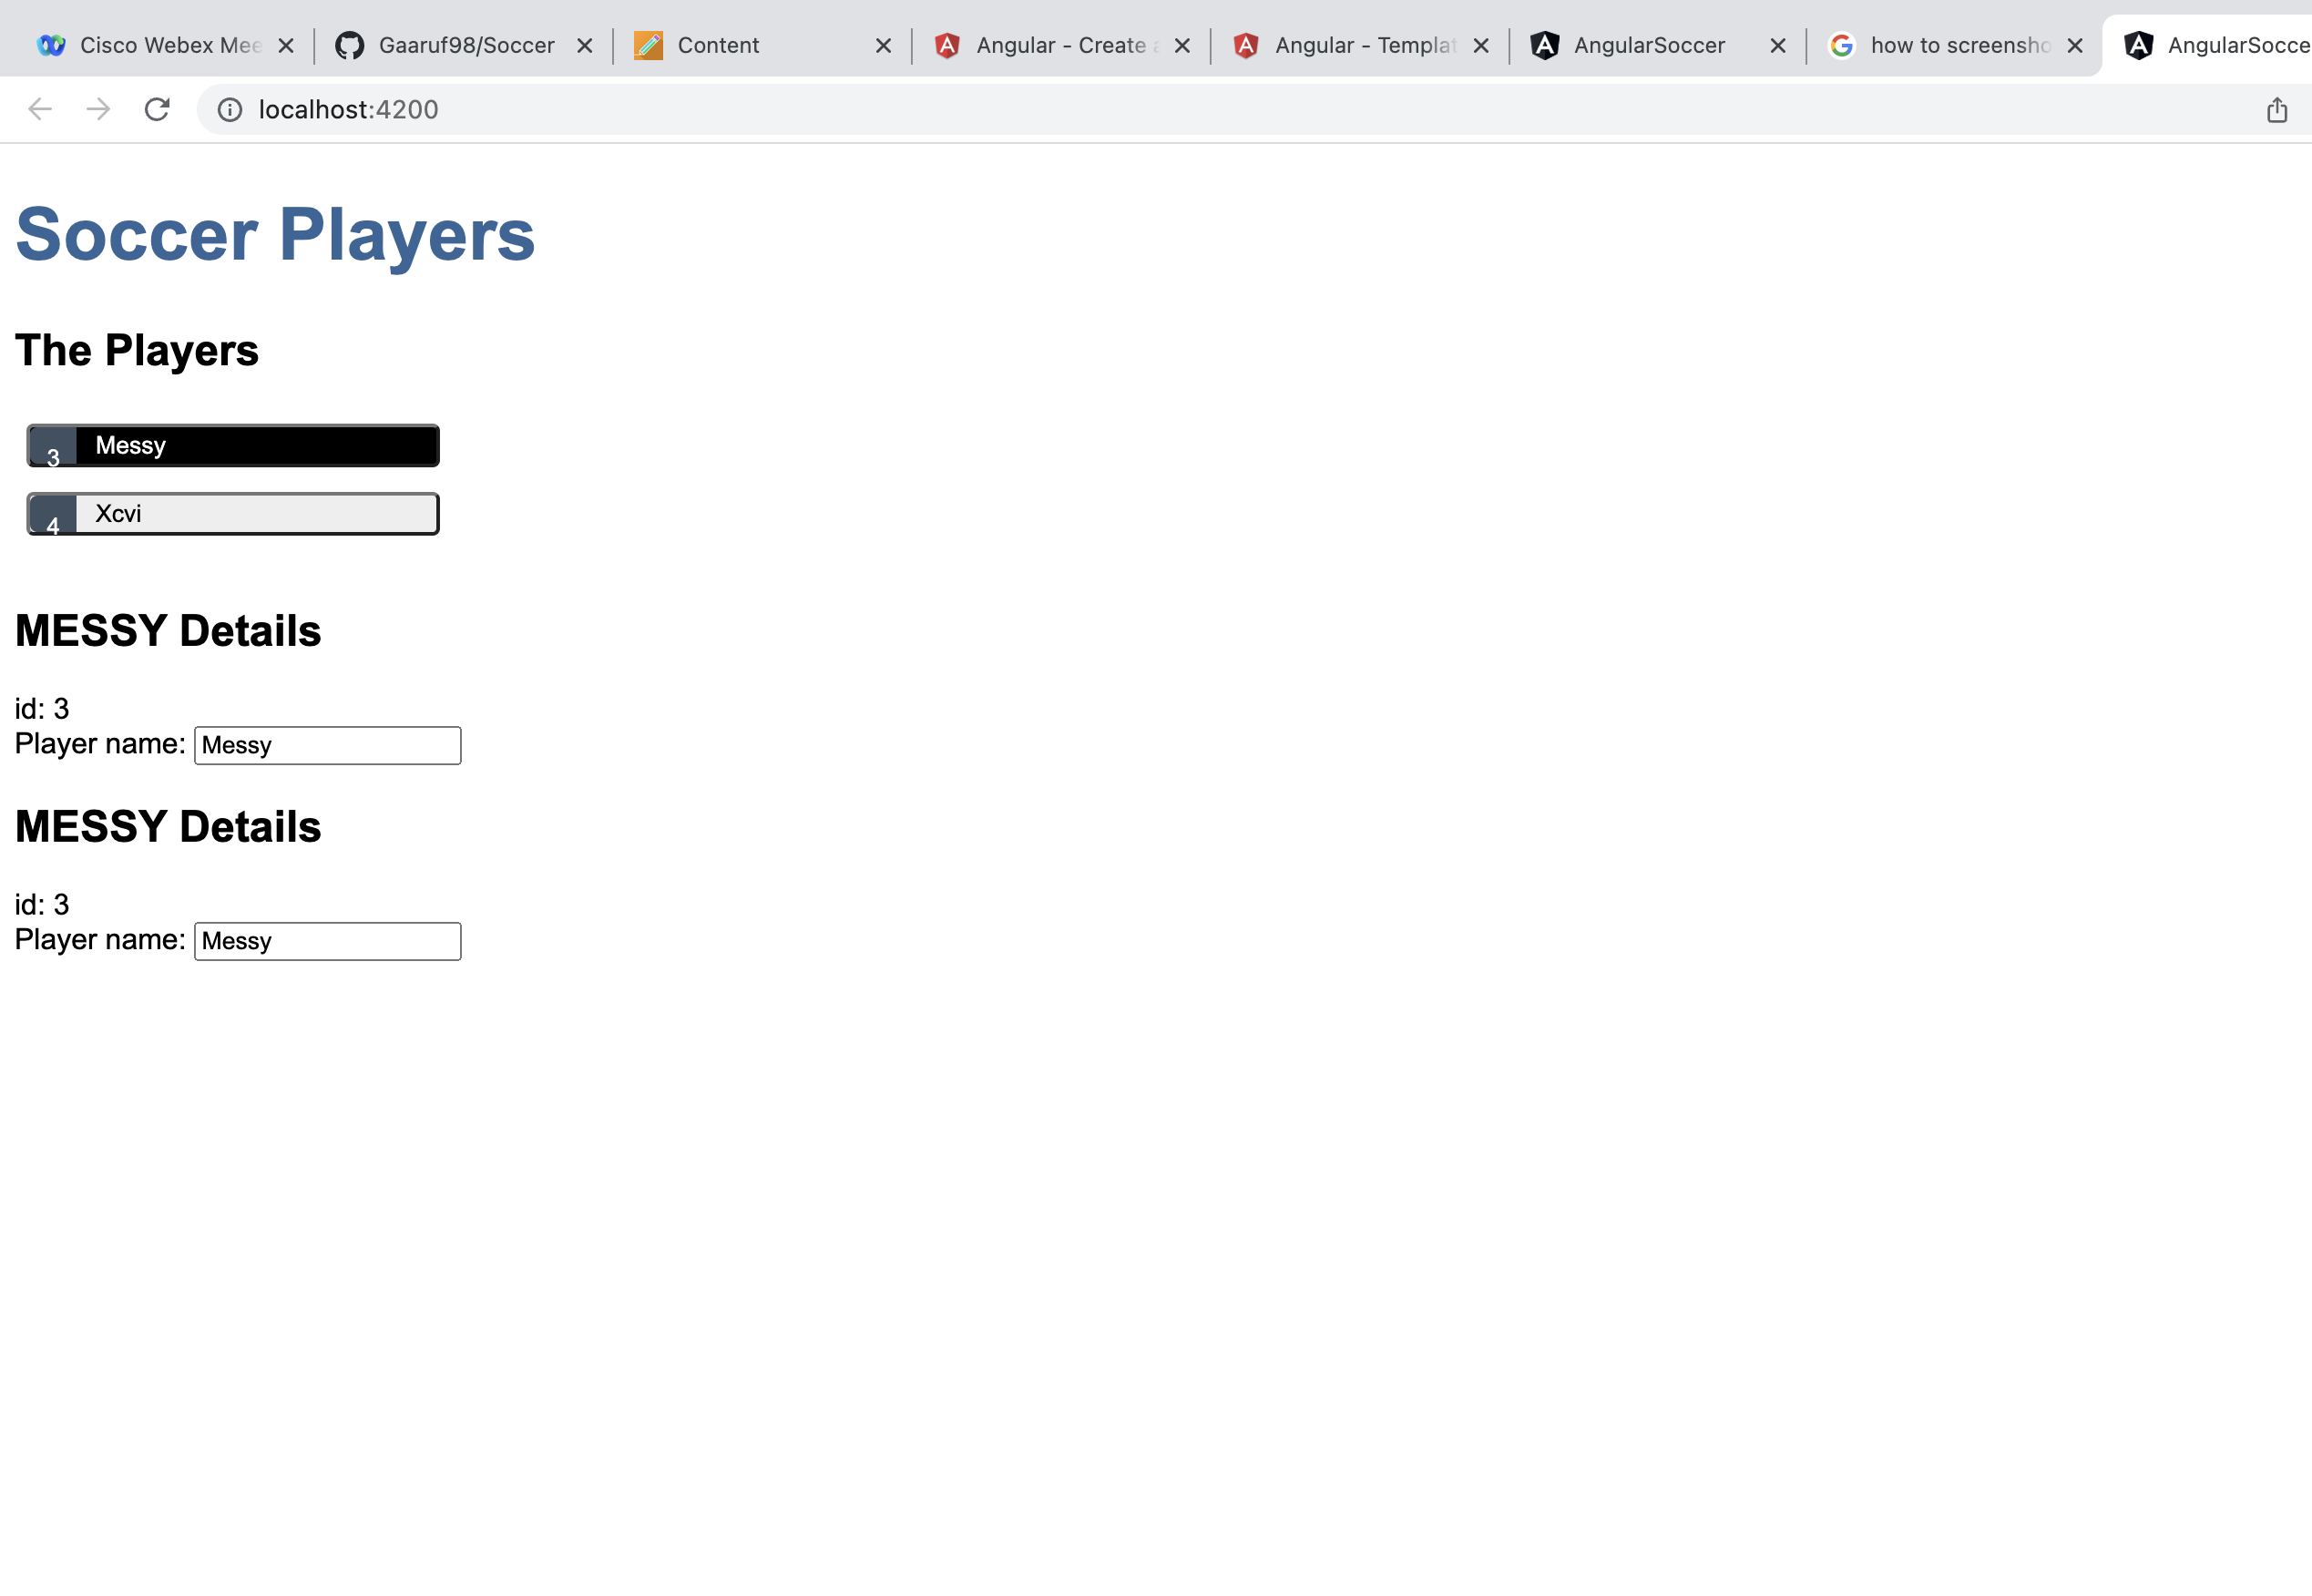 Cisco Webex Mee
Gaaruf98/Soccer
Content
Angular - Create a
Angular - Templat
AngularSoccer
how to screensho
AngularSocce
localhost:4200
Soccer Players
The Players
3 Messy
4 Xcvi
MESSY Details
id: 3
Player name: Messy
MESSY Details
id: 3
Player name: Messy